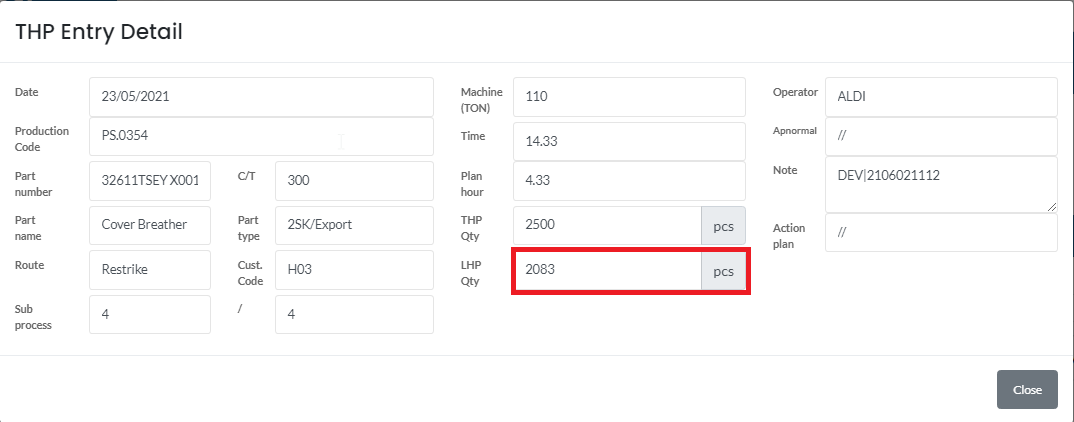 THP Entry Detail
Date
23/05/2021
Production
Code
PS.0354
Part
number
32611TSEY X001
C/T
300
Part
name
Cover Breather
Part
type
2SK/Export
Route
Restrike
Cust.
Code
H03
Sub
process
4
/
4
Machine
(TON)
110
Time
14.33
Plan
hour
4.33
THP
Qty
2500
pcs
LHP
Qty
2083
pcs
Operator
ALDI
Apnormal
//
Note
DEV|2106021112
Action
plan
//
Close